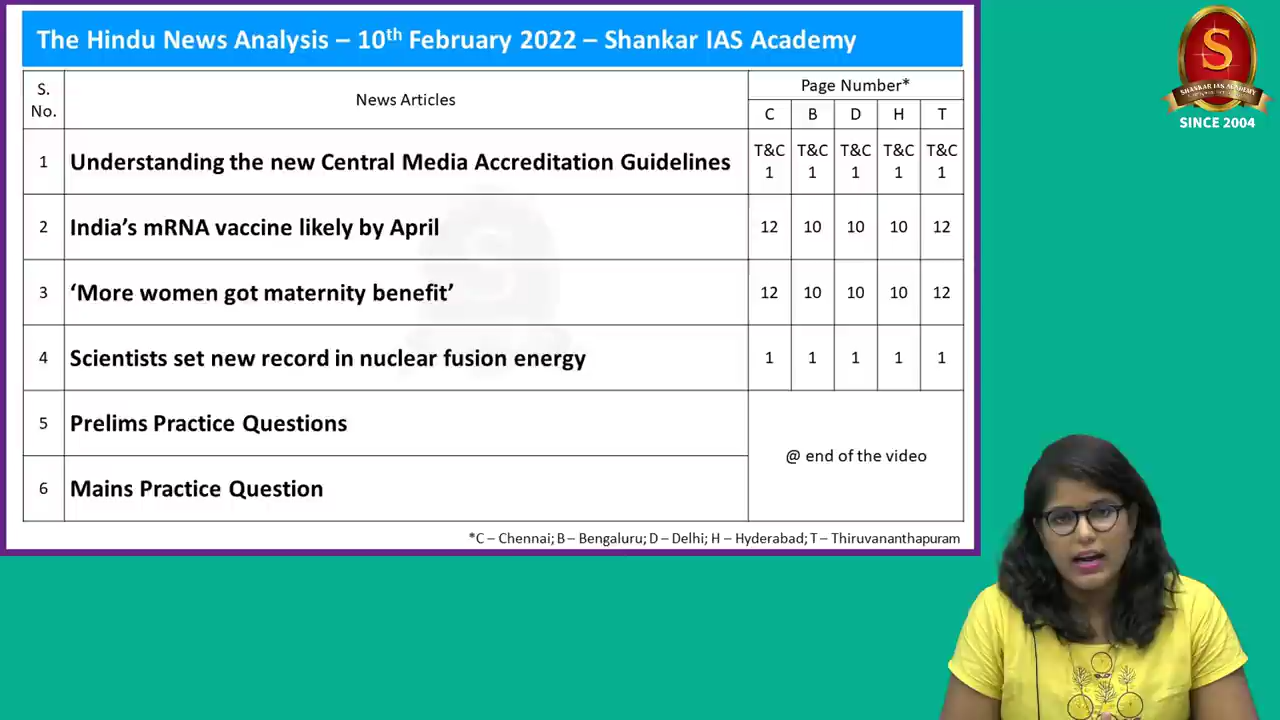 The Hindu News Analysis – 10th February 2022 – Shankar IAS Academy
S. No.
News Articles
Page Number*
C B D H T
1 Understanding the new Central Media Accreditation Guidelines T&C 1 T&C 1 T&C 1 T&C 1 T&C 1
2 India’s mRNA vaccine likely by April 12 10 10 10 12
3 ‘More women got maternity benefit’ 12 10 10 10 12
4 Scientists set new record in nuclear fusion energy 1 1 1 1 1
5 Prelims Practice Questions
@ end of the video
6 Mains Practice Question
*C – Chennai; B – Bengaluru; D – Delhi; H – Hyderabad; T – Thiruvananthapuram
S
SHANKAR IAS ACADEMY
SINCE 2004